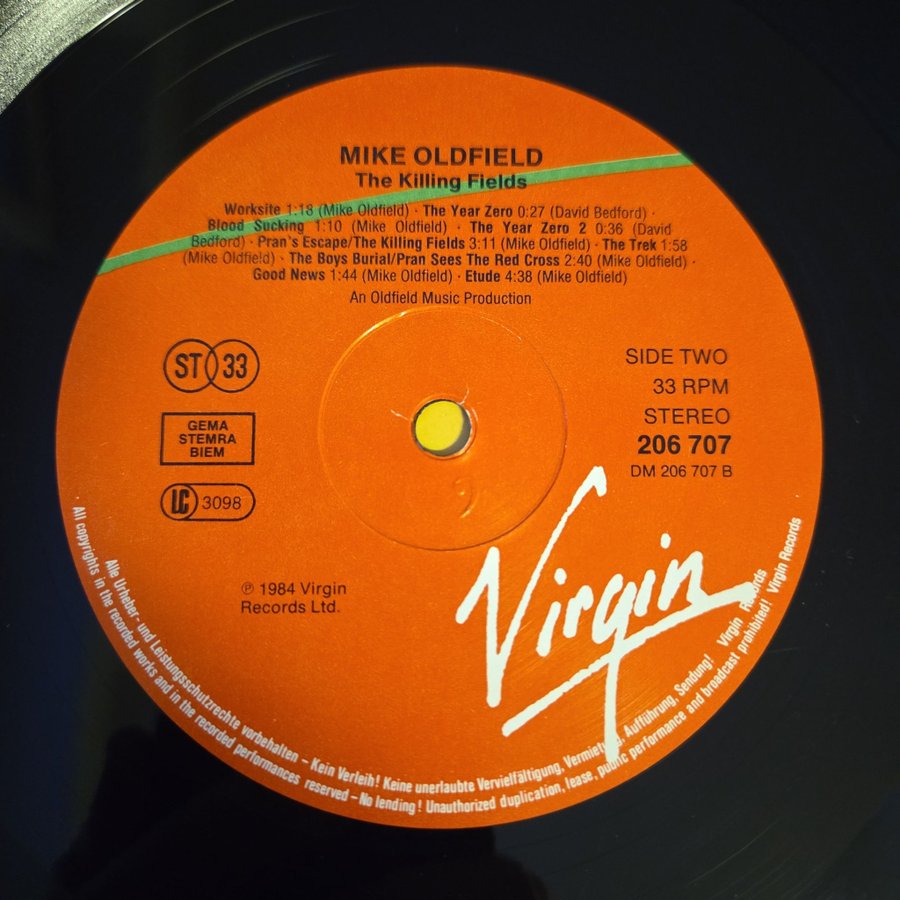 MIKE OLDFIELD
The Killing Fields
Worksite 1:18 (Mike Oldfield) · The Year Zero 0:27 (David Bedford) ·
Blood Sucking 1:10 (Mike Oldfield) · The Year Zero 2 0:36 (David
Bedford) · Pran's Escape/The Killing Fields 3:11 (Mike Oldfield) · The Trek 1:58
(Mike Oldfield) · The Boys Burial/Pran Sees The Red Cross 2:40 (Mike Oldfield) ·
Good News 1:44 (Mike Oldfield) · Etude 4:38 (Mike Oldfield)
An Oldfield Music Production
ST 33
GEMA
STEMRA
BIEM
LC 3098
SIDE TWO
33 RPM
STEREO
206 707
DM 206 707 B
℗ 1984 Virgin
Records Ltd.
Virgin
Alle Urheber- und Leistungsschutzrechte vorbehalten – Kein Verleih! Keine unerlaubte Vervielfältigung, Vermietung, Aufführung, Sendung! Virgin Records
All copyrights in the recorded works and in the recorded performances reserved – No lending! Unauthorized duplication, lease, public performance and broadcast prohibited! Virgin Records